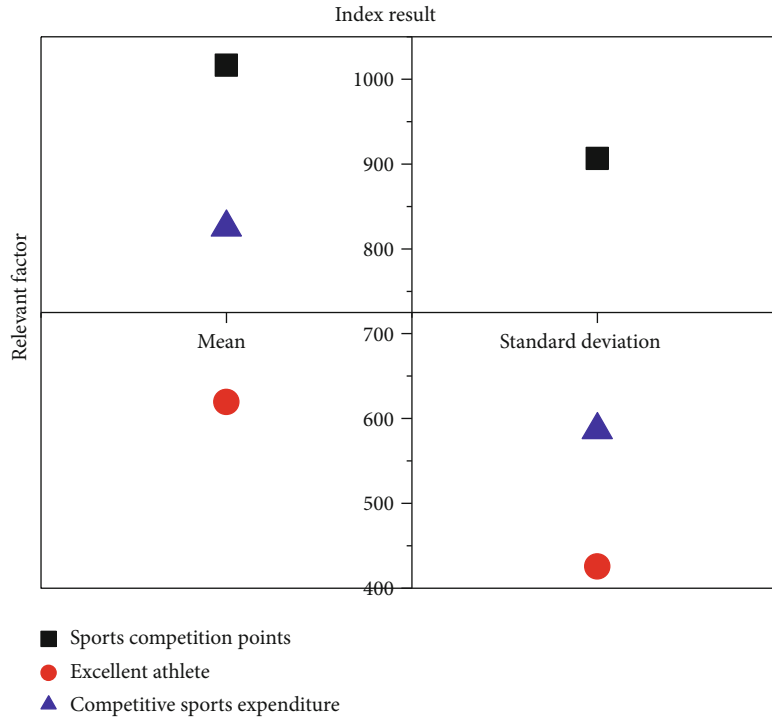 Index result
Relevant factor
1000
900
800
700
600
500
400
Mean
Standard deviation
Sports competition points
Excellent athlete
Competitive sports expenditure